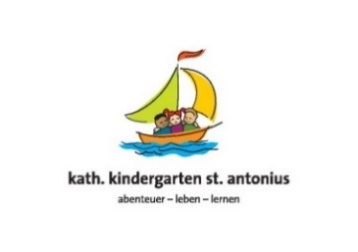 kath. kindergarten st. antonius
abenteuer – leben – lernen